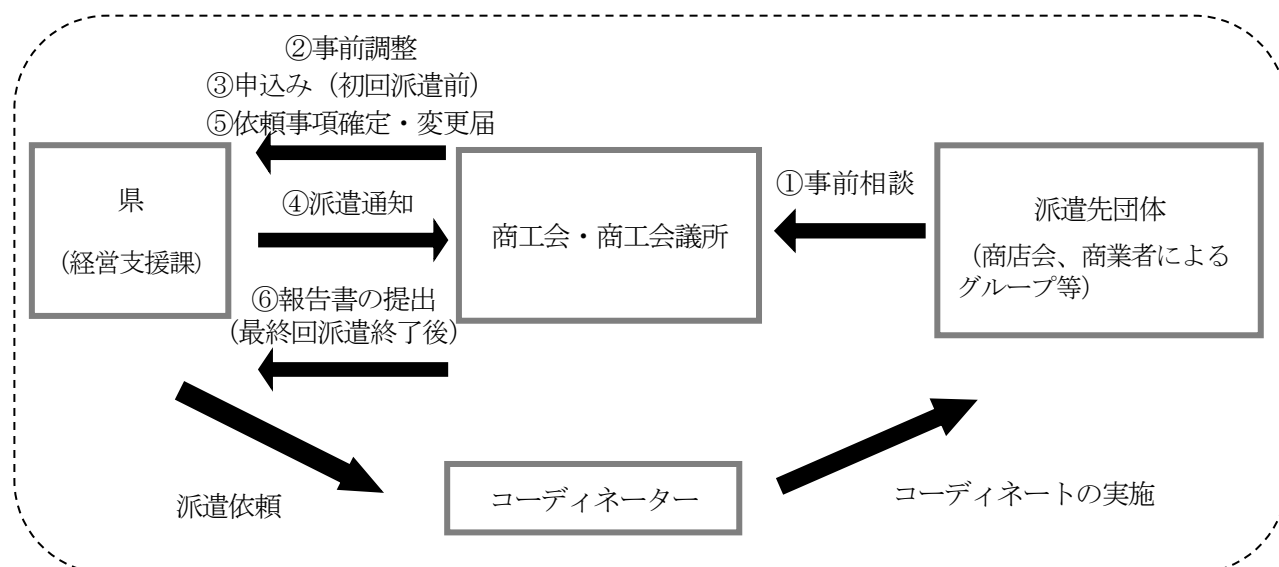 ②事前調整
③申込み（初回派遣前）
⑤依頼事項確定・変更届
県
（経営支援課）
④派遣通知
⑥報告書の提出
（最終回派遣終了後）
商工会・商工会議所
①事前相談
派遣先団体
（商店会、商業者による
グループ等）
派遣依頼
コーディネーター
コーディネートの実施